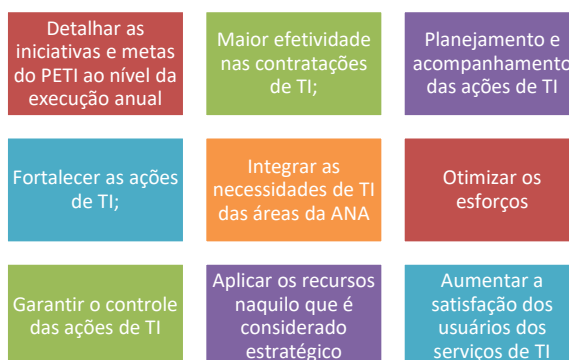 Detalhar as
iniciativas e metas
do PETI ao nível da
execução anual
Maior efetividade
nas contratações
de TI;
Planejamento e
acompanhamento
das ações de TI
Fortalecer as ações
de TI;
Integrar as
necessidades de TI
das áreas da ANA
Otimizar os
esforços
Garantir o controle
das ações de TI
Aplicar os recursos
naquilo que é
considerado
estratégico
Aumentar a
satisfação dos
usuários dos
serviços de TI